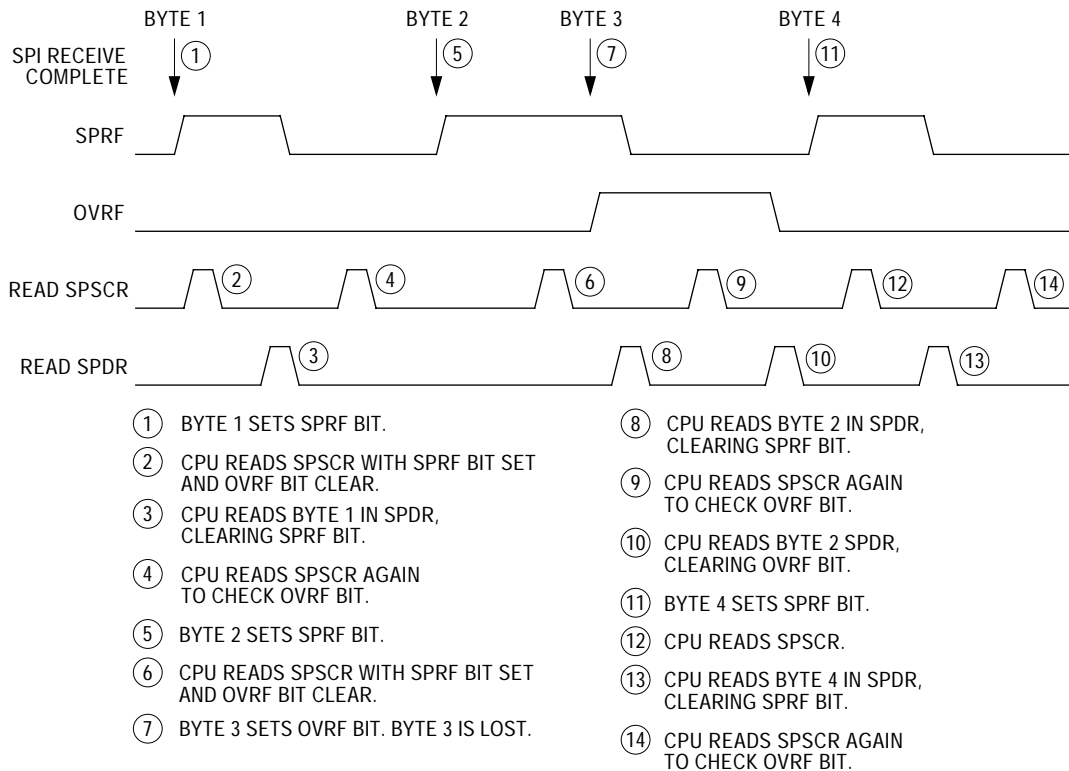 BYTE 1 BYTE 2 BYTE 3 BYTE 4
SPI RECEIVE
COMPLETE
1 5 7 11
SPRF
OVRF
READ SPSCR
2 4 6 9 12 14
READ SPDR
3 8 10 13
1 BYTE 1 SETS SPRF BIT.
2 CPU READS SPSCR WITH SPRF BIT SET
AND OVRF BIT CLEAR.
3 CPU READS BYTE 1 IN SPDR,
CLEARING SPRF BIT.
4 CPU READS SPSCR AGAIN
TO CHECK OVRF BIT.
5 BYTE 2 SETS SPRF BIT.
6 CPU READS SPSCR WITH SPRF BIT SET
AND OVRF BIT CLEAR.
7 BYTE 3 SETS OVRF BIT. BYTE 3 IS LOST.
8 CPU READS BYTE 2 IN SPDR,
CLEARING SPRF BIT.
9 CPU READS SPSCR AGAIN
TO CHECK OVRF BIT.
10 CPU READS BYTE 2 SPDR,
CLEARING OVRF BIT.
11 BYTE 4 SETS SPRF BIT.
12 CPU READS SPSCR.
13 CPU READS BYTE 4 IN SPDR,
CLEARING SPRF BIT.
14 CPU READS SPSCR AGAIN
TO CHECK OVRF BIT.